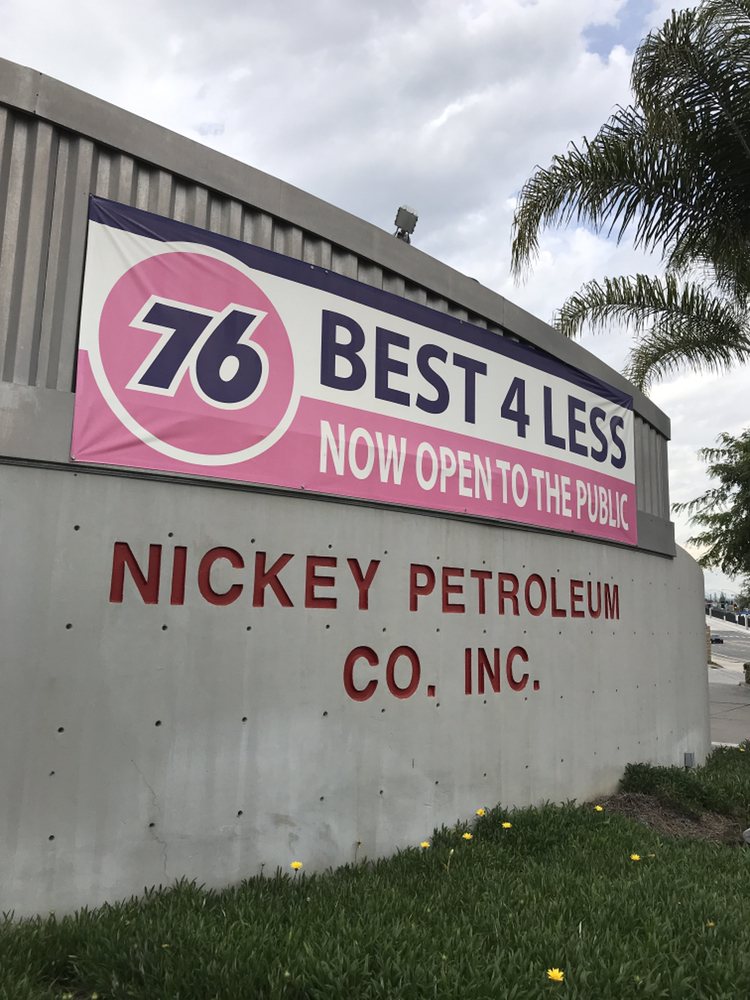 76
BEST 4 LESS
NOW OPEN TO THE PUBLIC
NICKEY PETROLEUM
CO. INC.